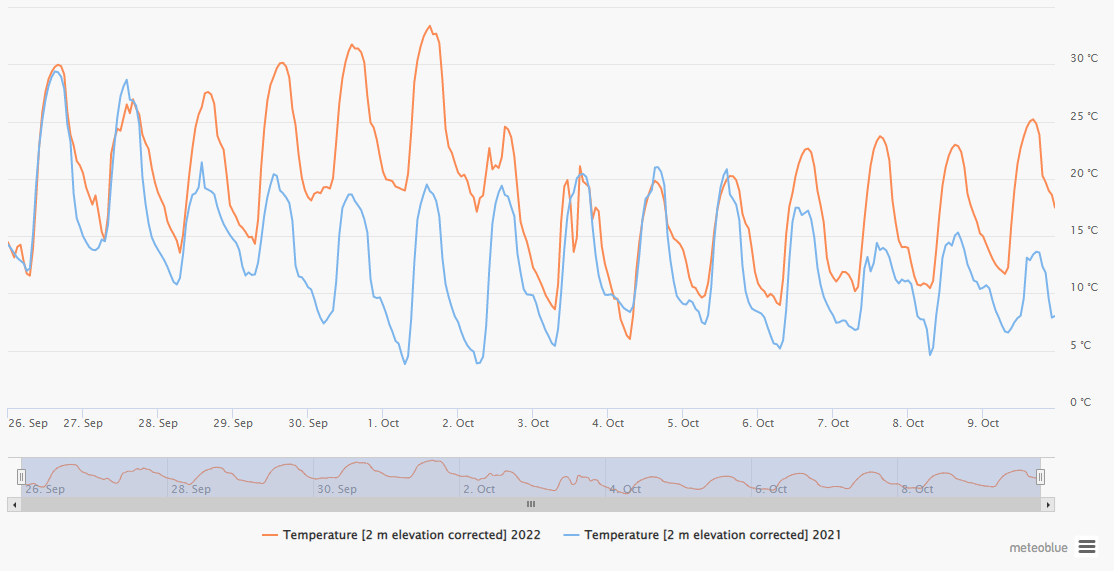 30 °C
25 °C
20 °C
15 °C
10 °C
5 °C
0 °C
26. Sep 27. Sep 28. Sep 29. Sep 30. Sep 1. Oct 2. Oct 3. Oct 4. Oct 5. Oct 6. Oct 7. Oct 8. Oct 9. Oct
26. Sep 28. Sep 30. Sep 2. Oct 4. Oct 6. Oct 8. Oct
Temperature [2 m elevation corrected] 2022 Temperature [2 m elevation corrected] 2021
meteoblue